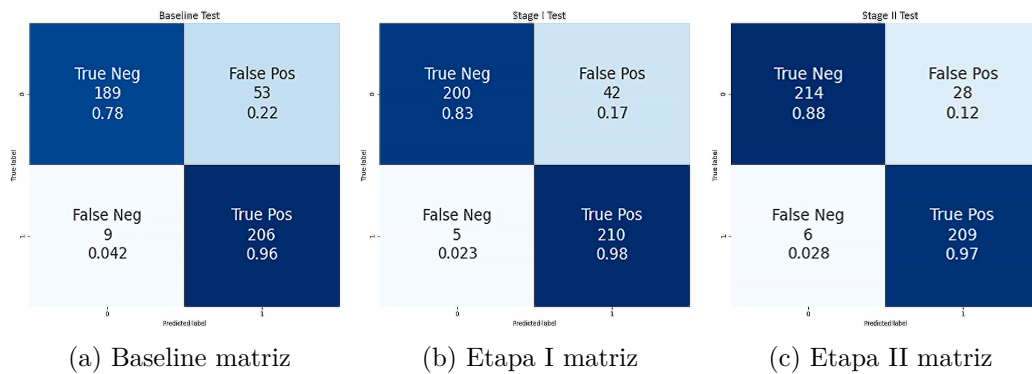 Baseline Test
True Neg
189
0.78
False Pos
53
0.22
False Neg
9
0.042
True Pos
206
0.96
0
1
True label
0
1
Predicted label
(a) Baseline matriz
Stage I Test
True Neg
200
0.83
False Pos
42
0.17
False Neg
5
0.023
True Pos
210
0.98
0
1
True label
0
1
Predicted label
(b) Etapa I matriz
Stage II Test
True Neg
214
0.88
False Pos
28
0.12
False Neg
6
0.028
True Pos
209
0.97
0
1
True label
0
1
Predicted label
(c) Etapa II matriz